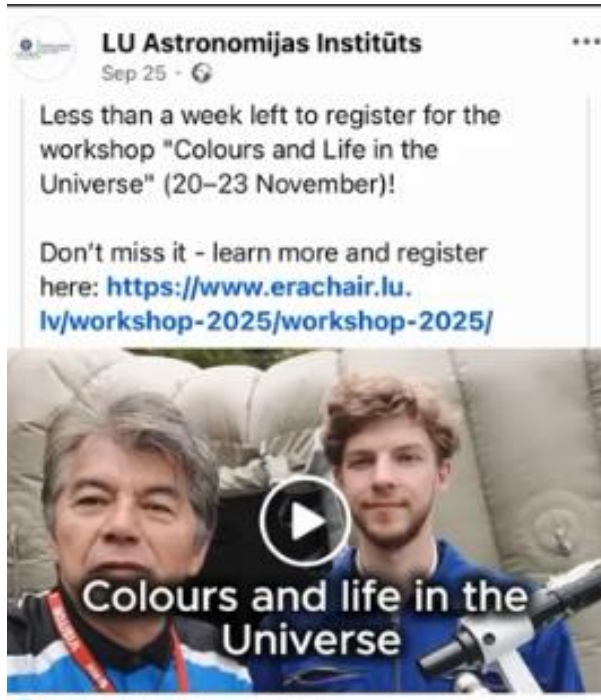 LU Astronomijas Institūts
Sep 25 ·
Less than a week left to register for the
workshop "Colours and Life in the
Universe" (20–23 November)!
Don't miss it - learn more and register
here: https://www.erachair.lu.
lv/workshop-2025/workshop-2025/
Colours and life in the
Universe